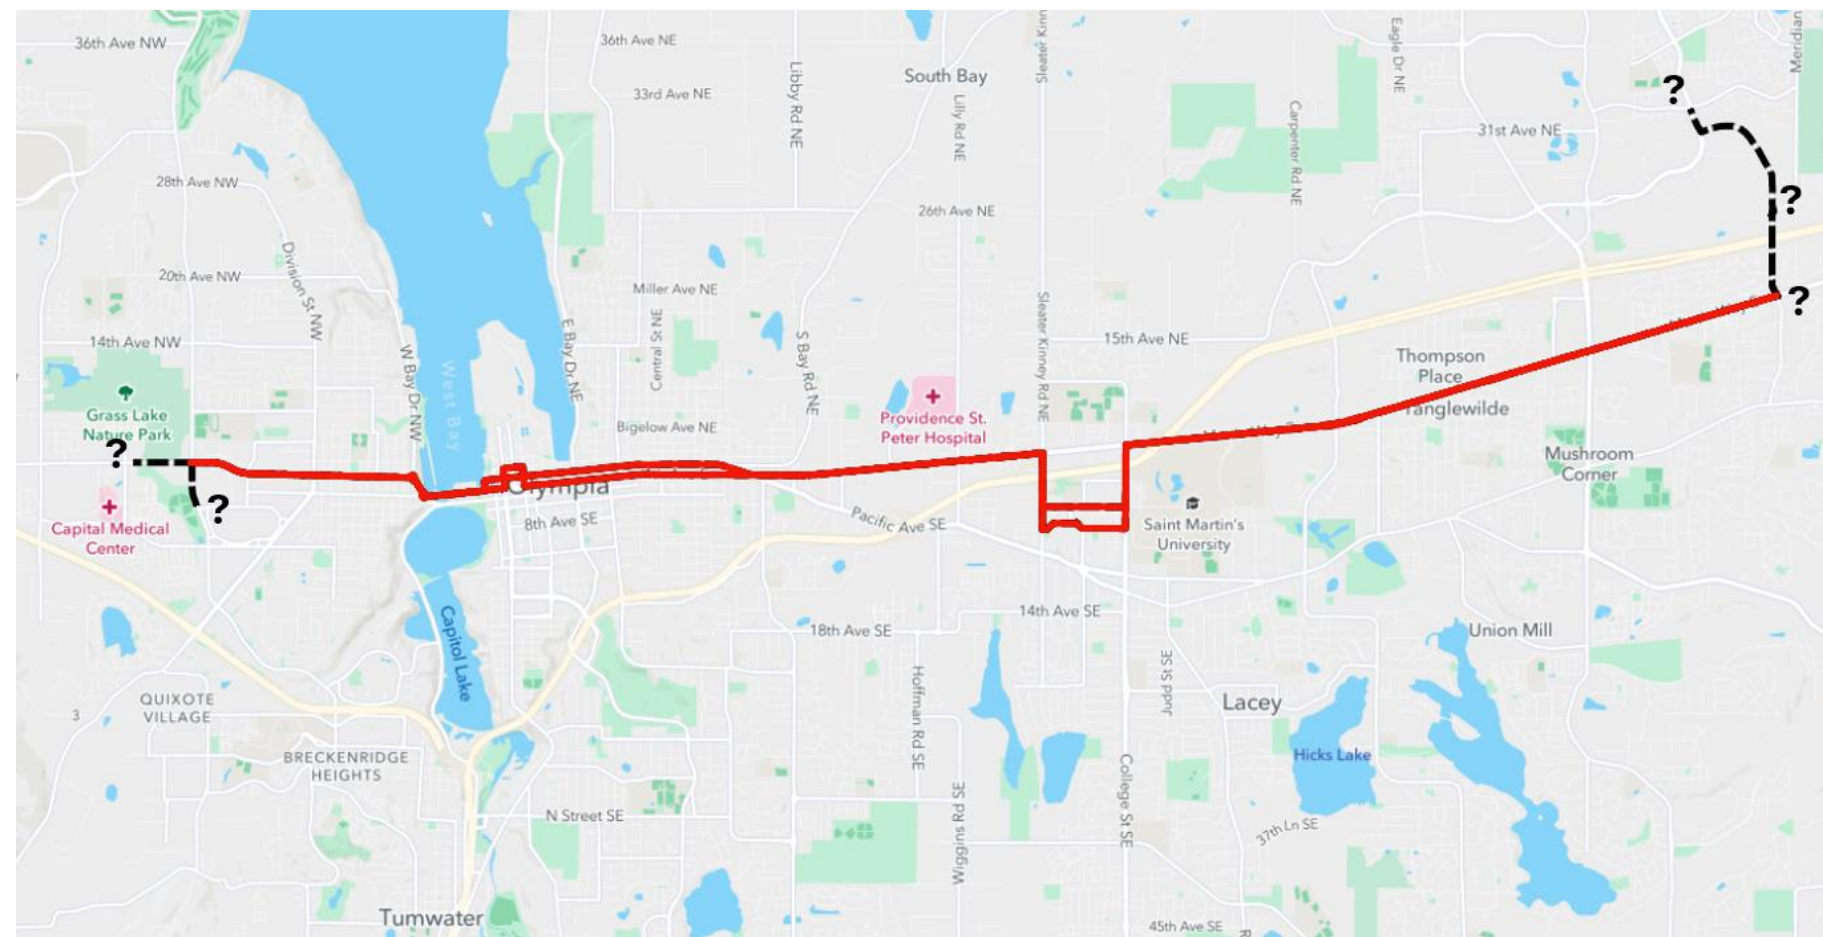 36th Ave NW
36th Ave NE
South Bay
33rd Ave NE
Libby Rd NE
Lilly Rd NE
Sleater Kinn
Eagle Dr NE
Meridian
?
Carpenter Rd NE
31st Ave NE
28th Ave NW
26th Ave NE
?
Division St NW
20th Ave NW
Miller Ave NE
?
14th Ave NW
W Bay Dr NW
West Bay
E Bay Dr NE
Central St NE
S Bay Rd NE
Sleater Kinney Rd NE
15th Ave NE
Thompson
Place
Tanglewilde
Grass Lake
Nature Park
Providence St.
Peter Hospital
Bigelow Ave NE
?
Mushroom
Corner
Olympia
?
8th Ave SE
Pacific Ave SE
Capital Medical
Center
Saint Martin's
University
14th Ave SE
18th Ave SE
Union Mill
Capitol Lake
Judd St SE
Hoffman Rd SE
QUIXOTE
VILLAGE
3
Lacey
BRECKENRIDGE
HEIGHTS
Hicks Lake
College St SE
Wiggins Rd SE
N Street SE
37th Ln SE
Tumwater
45th Ave SE